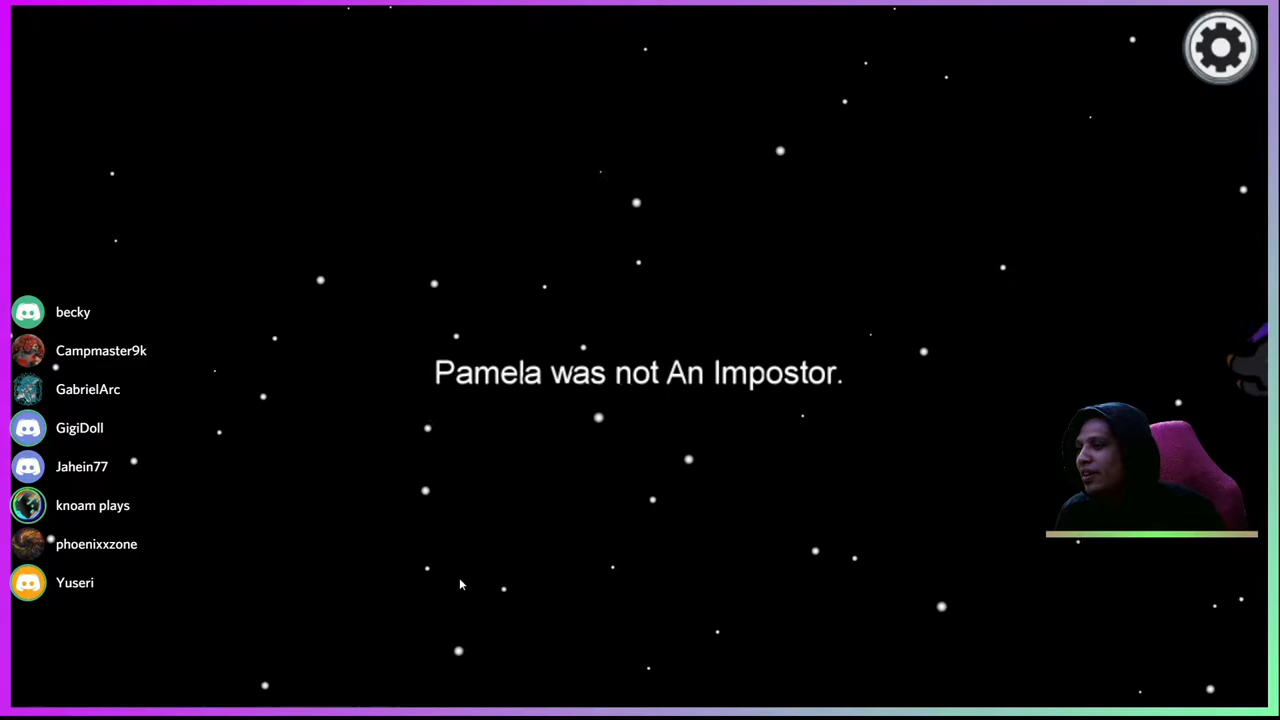 becky
Campmaster9k
GabrielArc
Pamela was not An Impostor.
GigiDoll
Jahein77
knoam plays
phoenixxzone
Yuseri